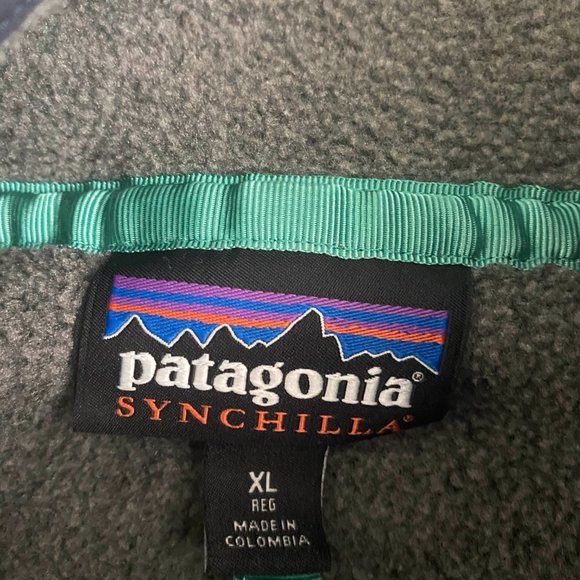 patagonia®
SYNCHILLA®
XL
REG
MADE IN
COLOMBIA